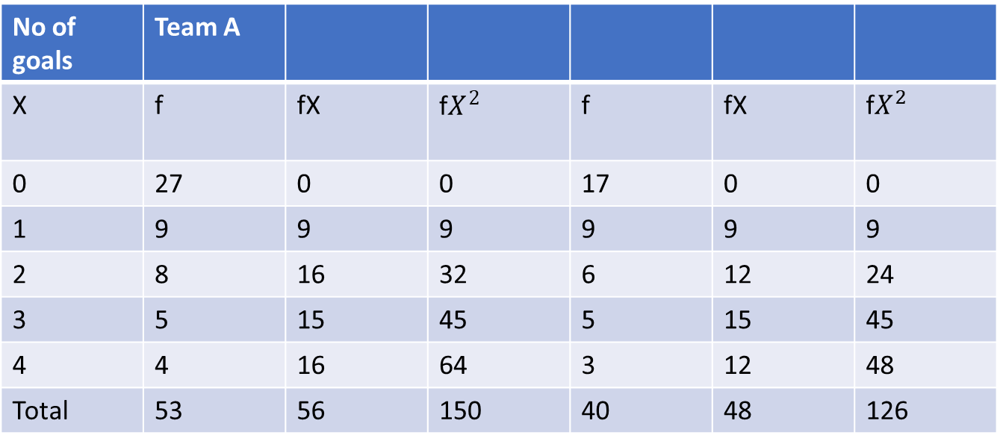 No of goals Team A
X f fX fX² f fX fX²
0 27 0 0 17 0 0
1 9 9 9 9 9 9
2 8 16 32 6 12 24
3 5 15 45 5 15 45
4 4 16 64 3 12 48
Total 53 56 150 40 48 126